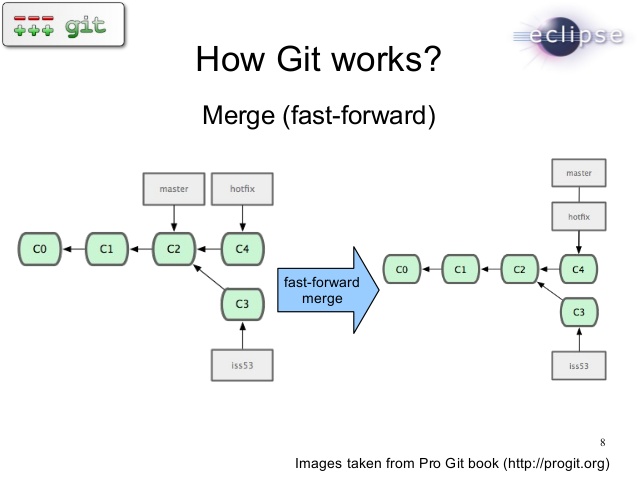 git
eclipse
How Git works?
Merge (fast-forward)
master
hotfix
C0
C1
C2
C4
C3
iss53
fast-forward
merge
master
hotfix
C0
C1
C2
C4
C3
iss53
8
Images taken from Pro Git book (http://progit.org)